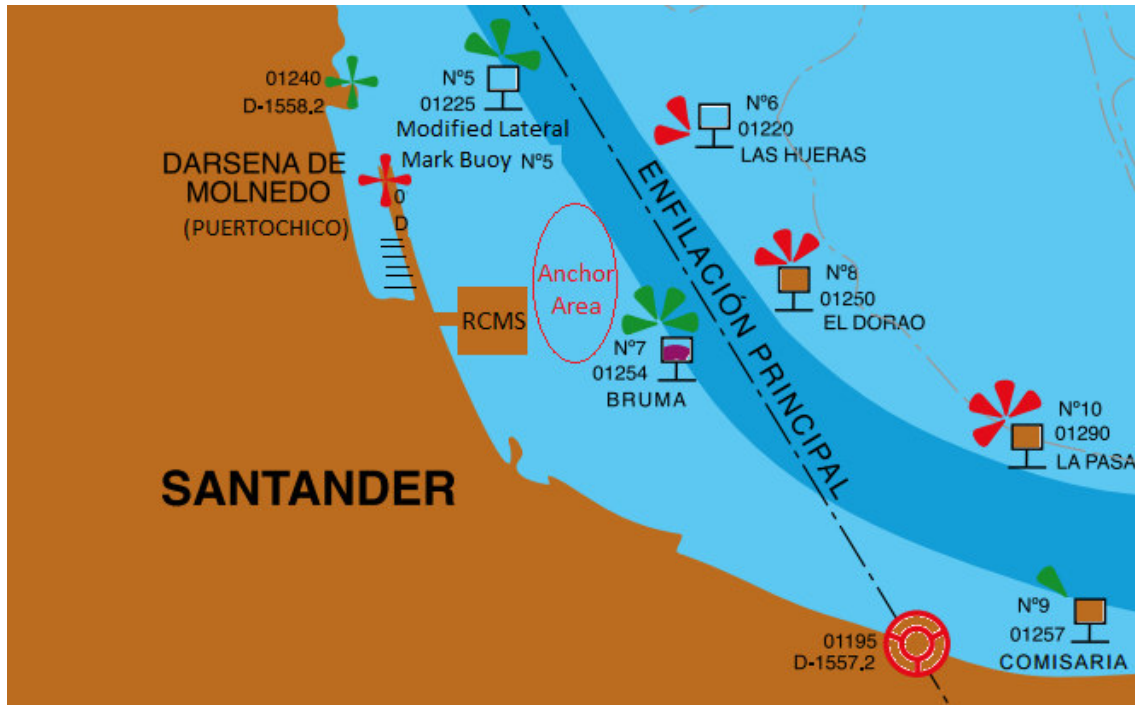 01240
D-1558.2
Nº5
01225
Modified Lateral
Mark Buoy Nº5
Nº6
01220
LAS HUERAS
DARSENA DE
MOLNEDO
(PUERTOCHICO)
0'
D
ENFILACIÓN PRINCIPAL
Anchor
Area
RCMS
Nº8
01250
EL DORAO
Nº7
01254
BRUMA
Nº10
01290
LA PASA
SANTANDER
Nº9
01257
COMISARIA
01195
D-1557.2